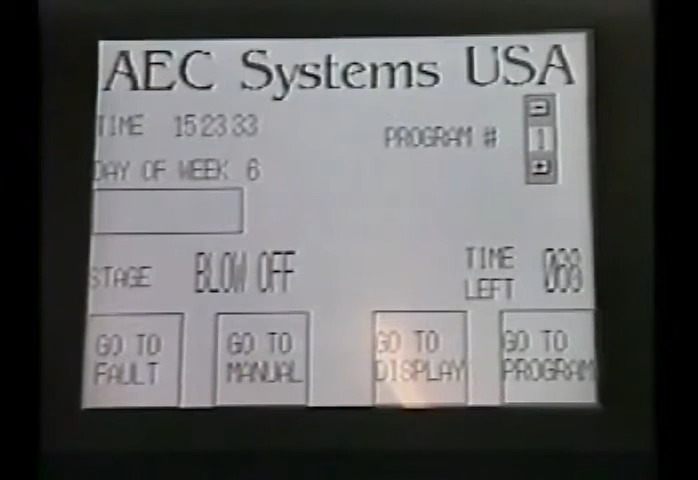 AEC Systems USA
TIME 15 23 33
PROGRAM # 1
DAY OF WEEK 6
STAGE BLOW OFF
TIME LEFT
GO TO FAULT
GO TO MANUAL
GO TO DISPLAY
GO TO PROGRAM